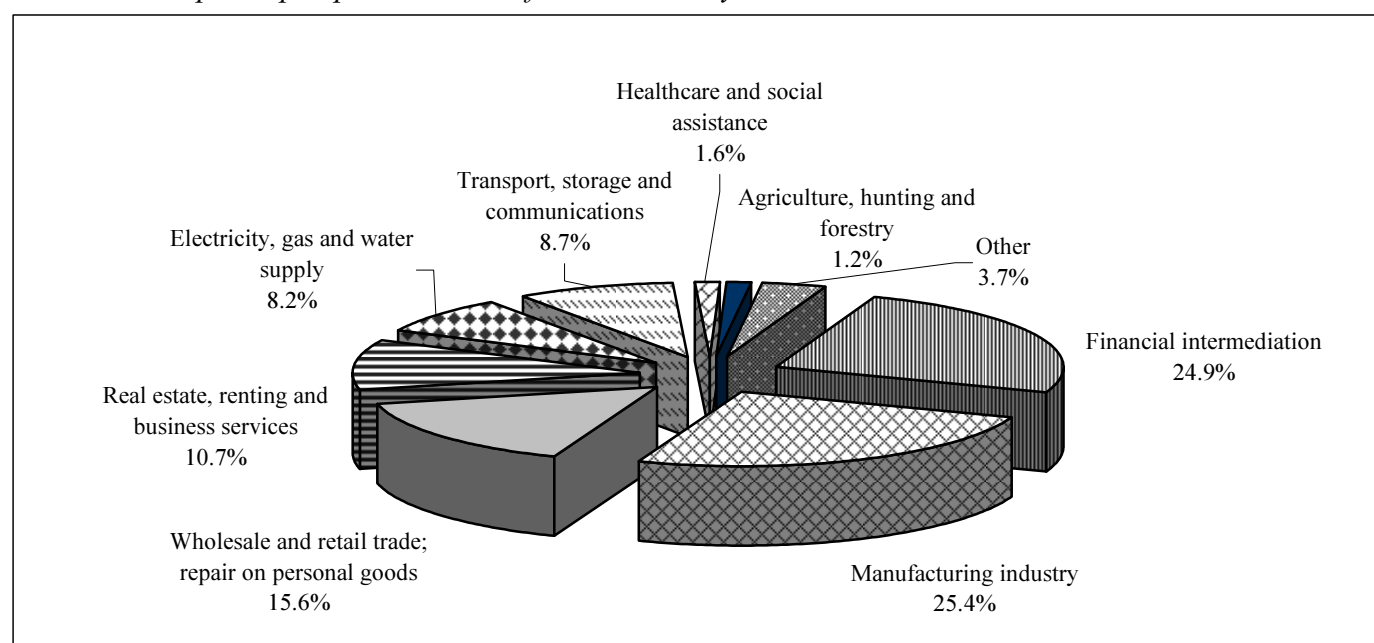 Healthcare and social
assistance
1.6%
Transport, storage and
communications
8.7%
Agriculture, hunting and
forestry
1.2%
Other
3.7%
Electricity, gas and water
supply
8.2%
Financial intermediation
24.9%
Real estate, renting and
business services
10.7%
Wholesale and retail trade;
repair on personal goods
15.6%
Manufacturing industry
25.4%